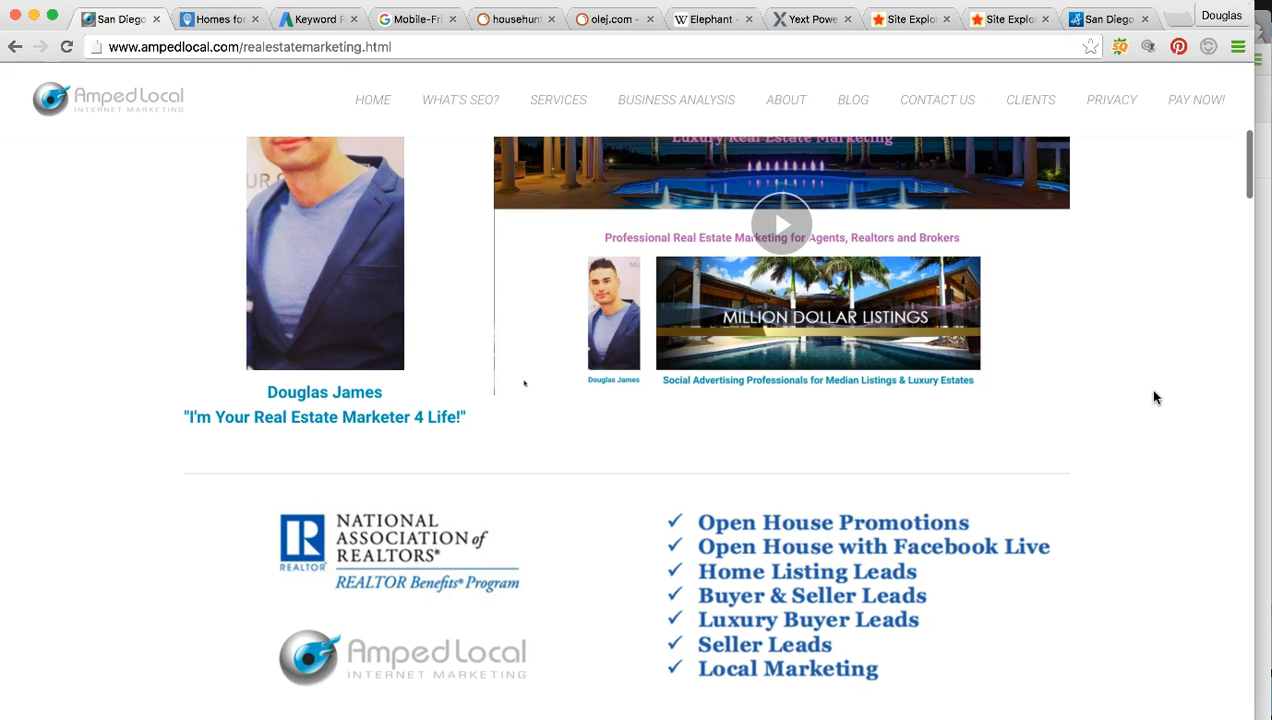 San Diego
Homes for
Keyword P
Mobile-Fri
househunt
olej.com -
Elephant -
Yext Powe
Site Explo
Site Explo
San Diego
Douglas
www.ampedlocal.com/realestatemarketing.html
Amped Local
INTERNET MARKETING
HOME
WHAT'S SEO?
SERVICES
BUSINESS ANALYSIS
ABOUT
BLOG
CONTACT US
CLIENTS
PRIVACY
PAY NOW!
Luxury Real Estate Marketing
Professional Real Estate Marketing for Agents, Realtors and Brokers
MILLION DOLLAR LISTINGS
Douglas James
Social Advertising Professionals for Median Listings & Luxury Estates
Douglas James
"I'm Your Real Estate Marketer 4 Life!"
NATIONAL
ASSOCIATION of
REALTORS®
REALTOR
REALTOR Benefits® Program
Amped Local
INTERNET MARKETING
✓ Open House Promotions
✓ Open House with Facebook Live
✓ Home Listing Leads
✓ Buyer & Seller Leads
✓ Luxury Buyer Leads
✓ Seller Leads
✓ Local Marketing